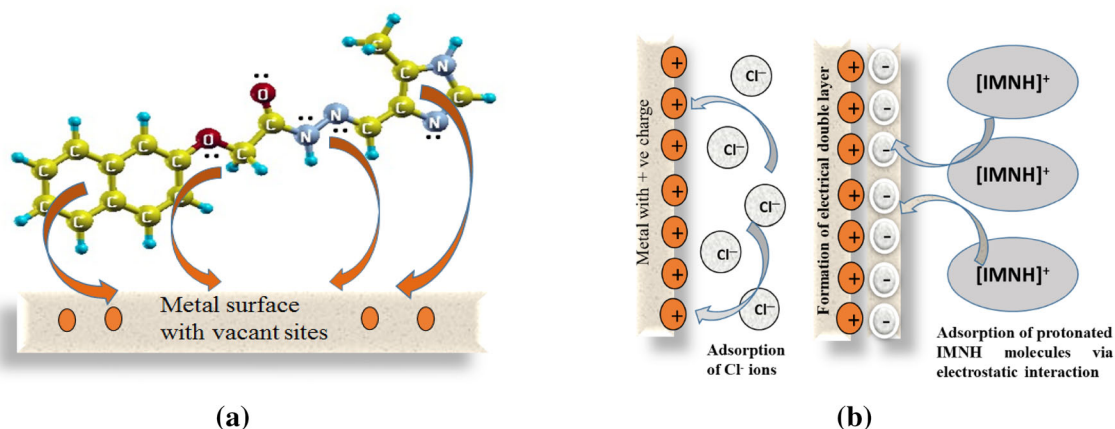 C
N
C
O
C
C
C
N
N
C
N
O
N
C
C
C
C
C
C
C
C
C
C
C
C
Metal surface
with vacant sites
(a)
Metal with + ve charge
+
+
+
+
+
+
+
Cl⁻
Cl⁻
Cl⁻
Cl⁻
Cl⁻
Adsorption
of Cl⁻ ions
Formation of electrical double layer
+
+
+
+
+
+
+
-
-
-
-
-
-
-
[IMNH]⁺
[IMNH]⁺
[IMNH]⁺
Adsorption of protonated
IMNH molecules via
electrostatic interaction
(b)